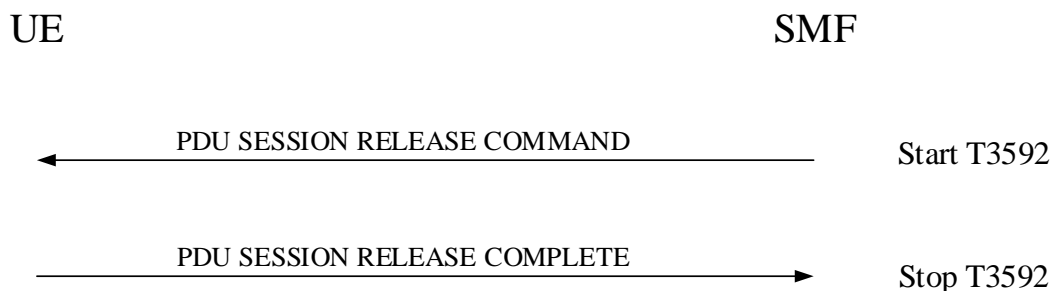 UE SMF
PDU SESSION RELEASE COMMAND Start T3592
PDU SESSION RELEASE COMPLETE Stop T3592